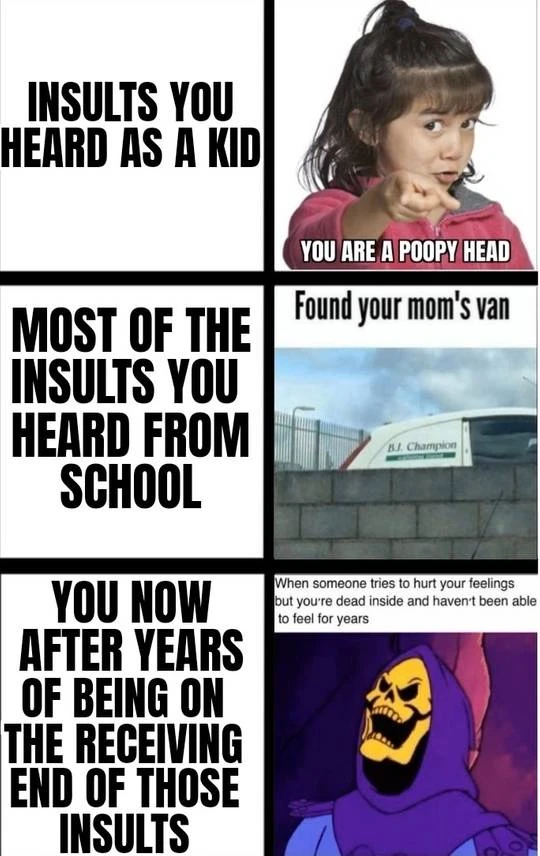 INSULTS YOU
HEARD AS A KID
YOU ARE A POOPY HEAD
MOST OF THE
INSULTS YOU
HEARD FROM
SCHOOL
Found your mom's van
B.J. Champion
YOU NOW
AFTER YEARS
OF BEING ON
THE RECEIVING
END OF THOSE
INSULTS
When someone tries to hurt your feelings
but you're dead inside and haven't been able
to feel for years